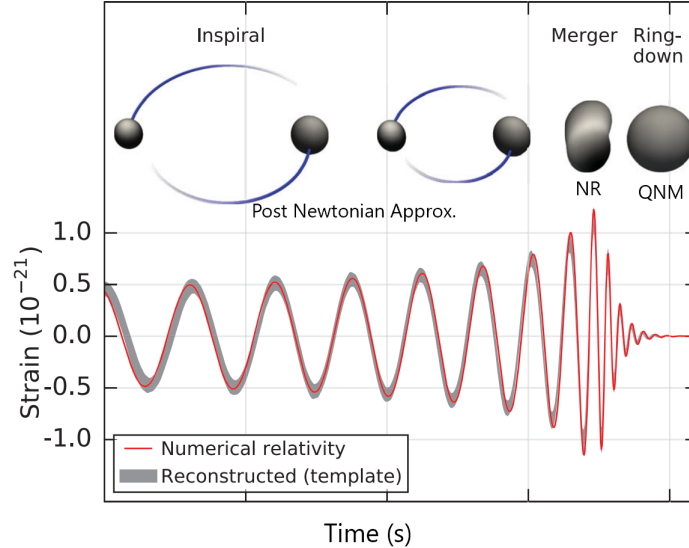 Inspiral
Merger
Ring-
down
NR
QNM
Post Newtonian Approx.
Strain (10⁻²¹)
1.0
0.5
0.0
-0.5
-1.0
Numerical relativity
Reconstructed (template)
Time (s)